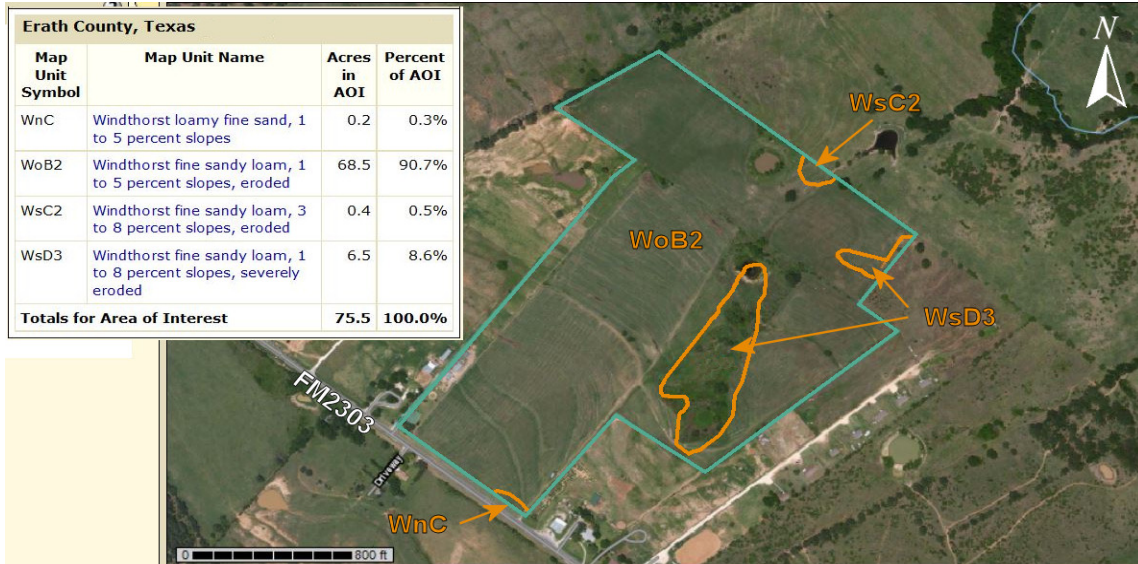 Erath County, Texas
Map Unit Symbol Map Unit Name Acres in AOI Percent of AOI
WnC Windthorst loamy fine sand, 1 to 5 percent slopes 0.2 0.3%
WoB2 Windthorst fine sandy loam, 1 to 5 percent slopes, eroded 68.5 90.7%
WsC2 Windthorst fine sandy loam, 3 to 8 percent slopes, eroded 0.4 0.5%
WsD3 Windthorst fine sandy loam, 1 to 8 percent slopes, severely eroded 6.5 8.6%
Totals for Area of Interest 75.5 100.0%
N
WsC2
WoB2
WsD3
FM2303
Driveway
WnC
0 800 ft